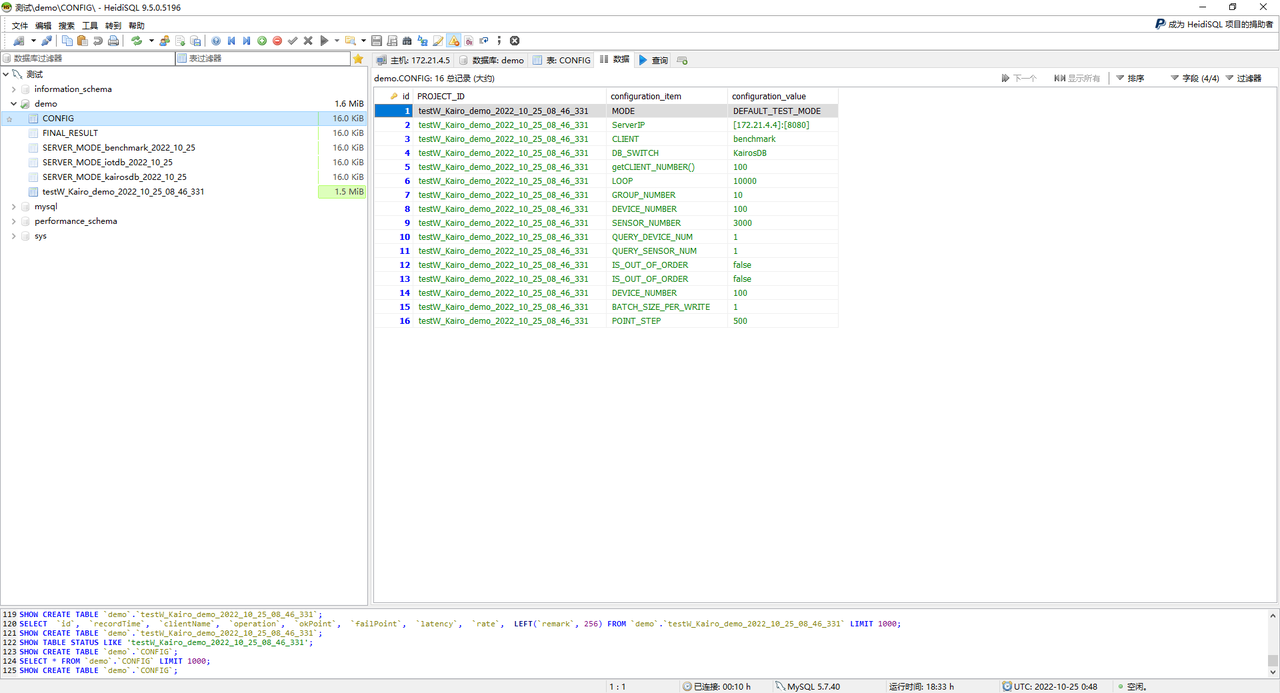 测试\demo\CONFIG\ - HeidiSQL 9.5.0.5196
文件 编辑 搜索 工具 转到 帮助
成为 HeidiSQL 项目的捐助者
数据库过滤器 表过滤器
主机: 172.21.4.5 数据库: demo 表: CONFIG 数据 查询
测试
information_schema
demo 1.6 MiB
CONFIG 16.0 KiB
FINAL_RESULT 16.0 KiB
SERVER_MODE_benchmark_2022_10_25 16.0 KiB
SERVER_MODE_iotdb_2022_10_25 16.0 KiB
SERVER_MODE_kairosdb_2022_10_25 16.0 KiB
testW_Kairo_demo_2022_10_25_08_46_331 1.5 MiB
mysql
performance_schema
sys
demo.CONFIG: 16 总记录 (大约) 下一个 显示所有 排序 字段 (4/4) 过滤器
id PROJECT_ID configuration_item configuration_value
1 testW_Kairo_demo_2022_10_25_08_46_331 MODE DEFAULT_TEST_MODE
2 testW_Kairo_demo_2022_10_25_08_46_331 ServerIP [172.21.4.4]:[8080]
3 testW_Kairo_demo_2022_10_25_08_46_331 CLIENT benchmark
4 testW_Kairo_demo_2022_10_25_08_46_331 DB_SWITCH KairosDB
5 testW_Kairo_demo_2022_10_25_08_46_331 getCLIENT_NUMBER() 100
6 testW_Kairo_demo_2022_10_25_08_46_331 LOOP 10000
7 testW_Kairo_demo_2022_10_25_08_46_331 GROUP_NUMBER 10
8 testW_Kairo_demo_2022_10_25_08_46_331 DEVICE_NUMBER 100
9 testW_Kairo_demo_2022_10_25_08_46_331 SENSOR_NUMBER 3000
10 testW_Kairo_demo_2022_10_25_08_46_331 QUERY_DEVICE_NUM 1
11 testW_Kairo_demo_2022_10_25_08_46_331 QUERY_SENSOR_NUM 1
12 testW_Kairo_demo_2022_10_25_08_46_331 IS_OUT_OF_ORDER false
13 testW_Kairo_demo_2022_10_25_08_46_331 IS_OUT_OF_ORDER false
14 testW_Kairo_demo_2022_10_25_08_46_331 DEVICE_NUMBER 100
15 testW_Kairo_demo_2022_10_25_08_46_331 BATCH_SIZE_PER_WRITE 1
16 testW_Kairo_demo_2022_10_25_08_46_331 POINT_STEP 500
119 SHOW CREATE TABLE `demo`.`testW_Kairo_demo_2022_10_25_08_46_331`;
120 SELECT `id`, `recordTime`, `clientName`, `operation`, `okPoint`, `failPoint`, `latency`, `rate`, LEFT(`remark`, 256) FROM `demo`.`testW_Kairo_demo_2022_10_25_08_46_331` LIMIT 1000;
121 SHOW CREATE TABLE `demo`.`testW_Kairo_demo_2022_10_25_08_46_331`;
122 SHOW TABLE STATUS LIKE 'testW_Kairo_demo_2022_10_25_08_46_331';
123 SHOW CREATE TABLE `demo`.`CONFIG`;
124 SELECT * FROM `demo`.`CONFIG` LIMIT 1000;
125 SHOW CREATE TABLE `demo`.`CONFIG`;
1 : 1 已连接: 00:10 h MySQL 5.7.40 运行时间: 18:33 h UTC: 2022-10-25 0:48 空闲。